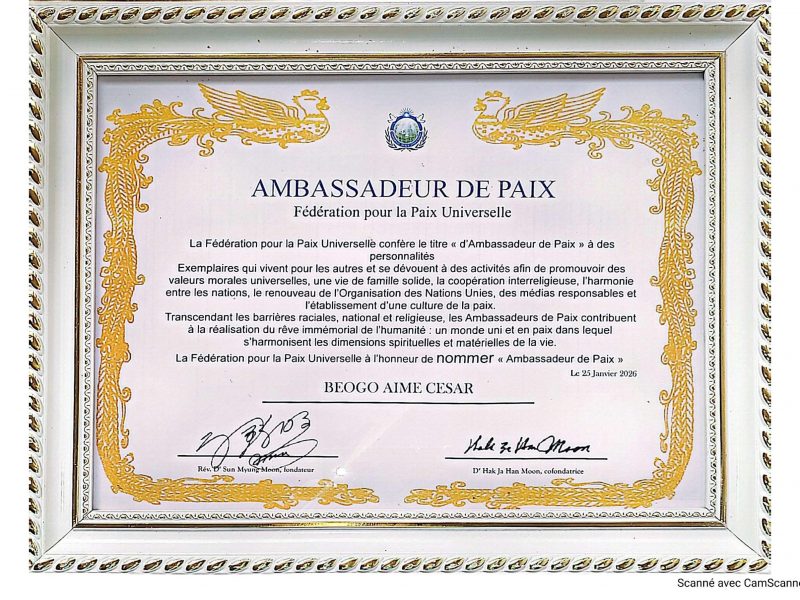 AMBASSADEUR DE PAIX
Fédération pour la Paix Universelle
La Fédération pour la Paix Universelle confère le titre « d'Ambassadeur de Paix » à des
personnalités
Exemplaires qui vivent pour les autres et se dévouent à des activités afin de promouvoir des
valeurs morales universelles, une vie de famille solide, la coopération interreligieuse, l'harmonie
entre les nations, le renouveau de l'Organisation des Nations Unies, des médias responsables et
l'établissement d'une culture de la paix.
Transcendant les barrières raciales, national et religieuse, les Ambassadeurs de Paix contribuent
à la réalisation du rêve immémorial de l'humanité : un monde uni et en paix dans lequel
s'harmonisent les dimensions spirituelles et matérielles de la vie.
La Fédération pour la Paix Universelle à l'honneur de nommer « Ambassadeur de Paix »
Le 25 Janvier 2026
BEOGO AIME CESAR
Hak Ja Han Moon
Rév. Dr Sun Myung Moon, fondateur
Dr Hak Ja Han Moon, cofondatrice
Scanné avec CamScanne